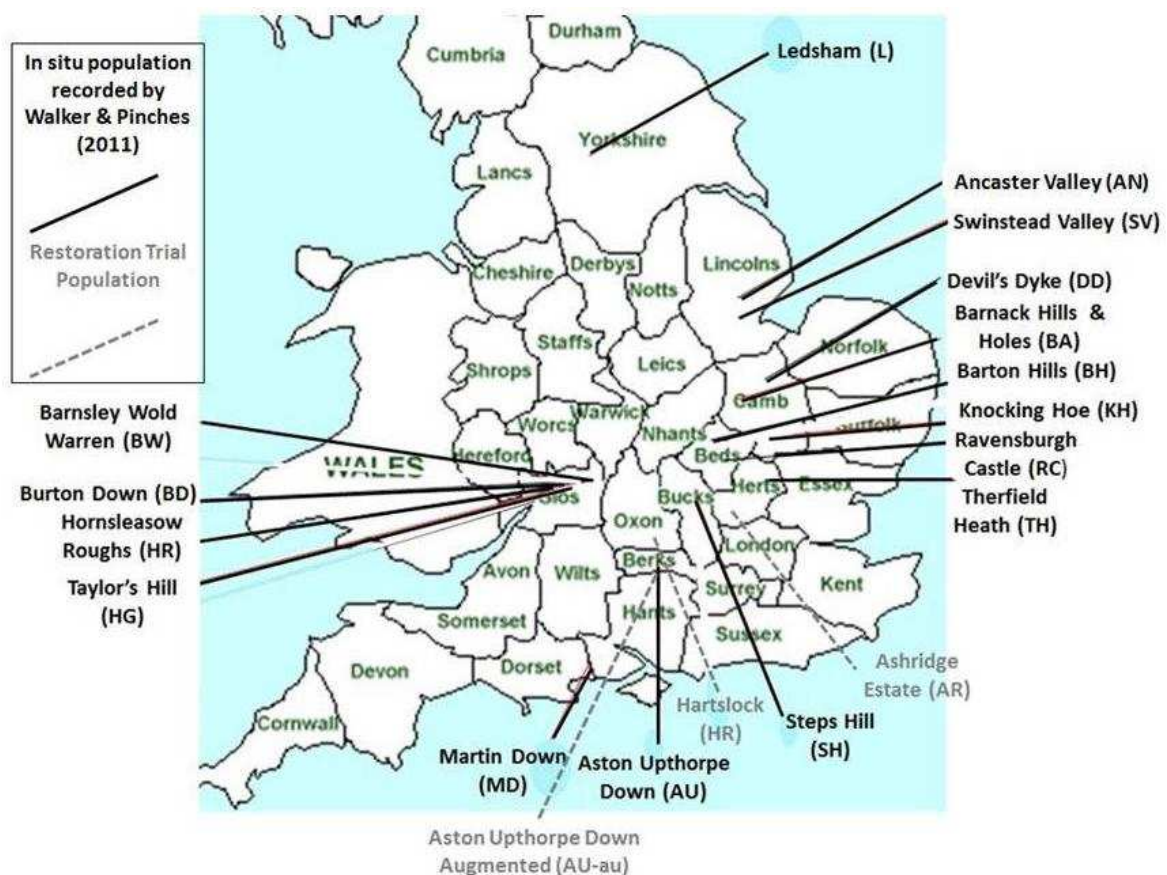 In situ population
recorded by
Walker & Pinches
(2011)
Restoration Trial
Population
Durham
Cumbria
Ledsham (L)
Yorkshire
Lancs
Ancaster Valley (AN)
Swinstead Valley (SV)
Cheshire
Derbys
Notts
Lincolns
Devil's Dyke (DD)
Barnack Hills &
Holes (BA)
Staffs
Leics
Norfolk
Shrops
Barton Hills (BH)
Camb
Knocking Hoe (KH)
Barnsley Wold
Warren (BW)
Worcs
Warwick
Nhants
Ravensburgh
Castle (RC)
Hereford
WALES
Beds
Herts
Essex
Therfield
Heath (TH)
Burton Down (BD)
Hornsleasow
Roughs (HR)
Bucks
Oxon
Taylor's Hill
(HG)
London
Avon
Wilts
Berks
Surrey
Kent
Somerset
Hants
Sussex
Devon
Dorset
Ashridge
Estate (AR)
Cornwall
Hartslock
(HR)
Steps Hill
(SH)
Martin Down
(MD)
Aston Upthorpe
Down (AU)
Aston Upthorpe Down
Augmented (AU-au)